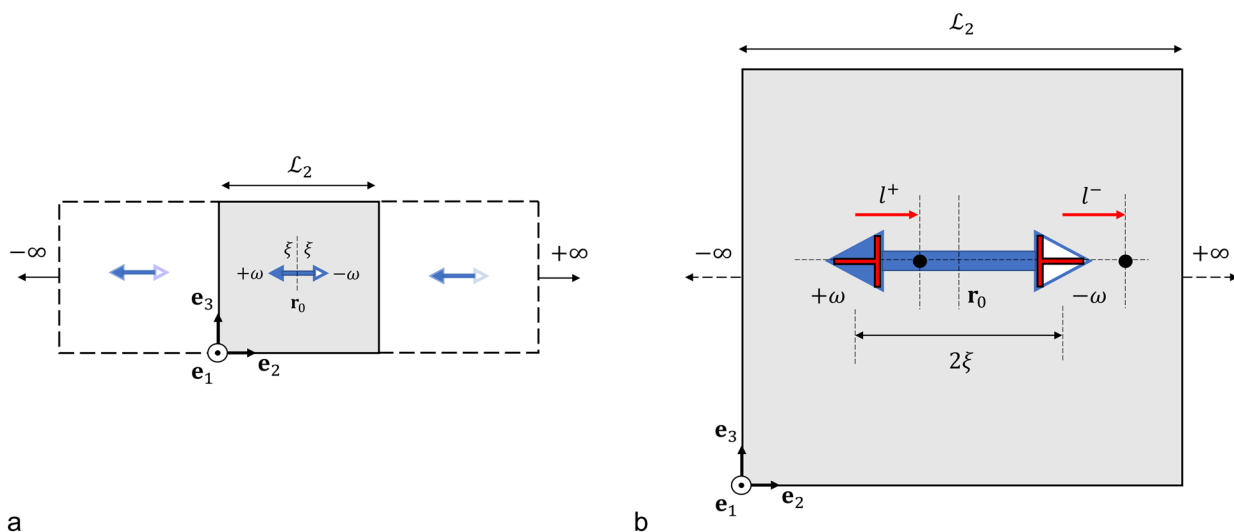 ℒ₂
−∞
+∞
ξ ξ
+ω
−ω
r₀
e₃
e₂
e₁
a
ℒ₂
l⁺
l⁻
−∞
+∞
+ω
r₀
−ω
2ξ
e₃
e₂
e₁
b